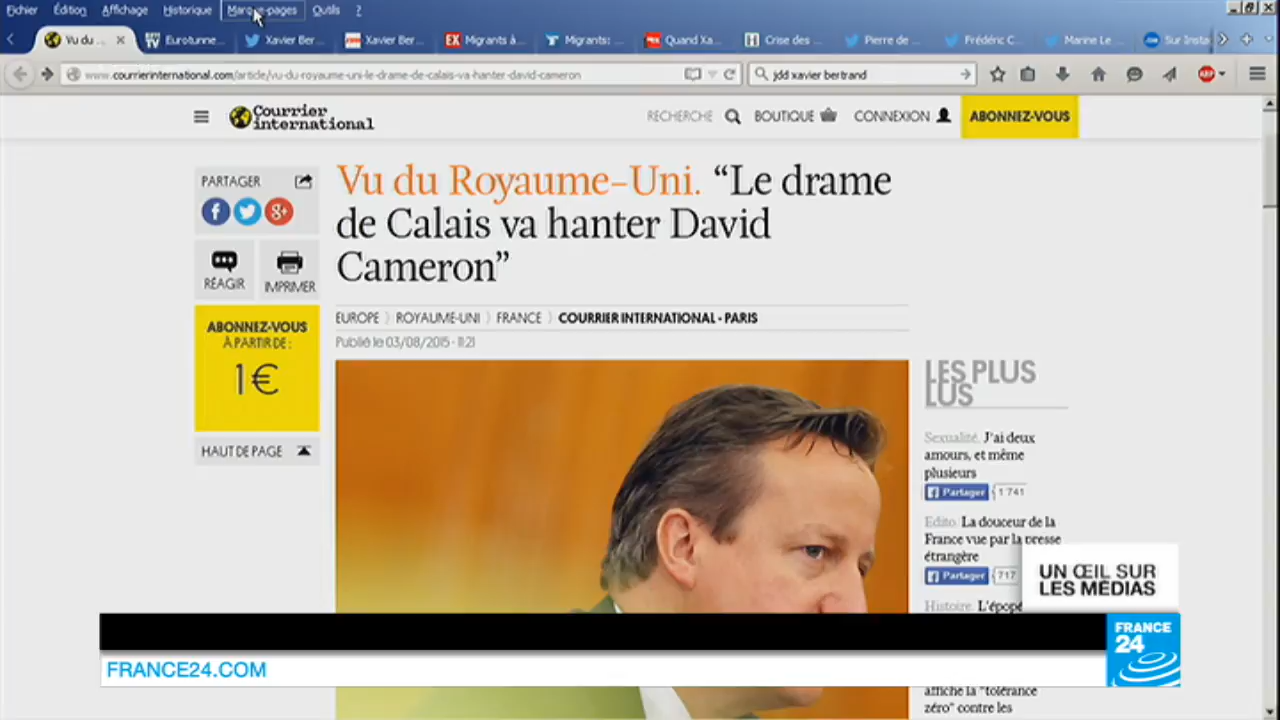 Fichier Édition Affichage Historique Marque-pages Outils ?
Vu du ... Eurotunne... Xavier Ber... Xavier Ber... Migrants à... Migrants: ... Quand Xa... Crise des ... Pierre de ... Frédéric C... Marine Le ... Sur Insta
www.courrierinternational.com/article/vu-du-royaume-uni-le-drame-de-calais-va-hanter-david-cameron
jdd xavier bertrand
ABP
Courrier
international
RECHERCHE BOUTIQUE CONNEXION ABONNEZ-VOUS
PARTAGER
RÉAGIR IMPRIMER
ABONNEZ-VOUS
À PARTIR DE :
1€
HAUT DE PAGE
Vu du Royaume-Uni. “Le drame
de Calais va hanter David
Cameron”
EUROPE ROYAUME-UNI FRANCE COURRIER INTERNATIONAL - PARIS
Publié le 03/08/2015 - 11:21
LES PLUS
LUS
Sexualité. J'ai deux
amours, et même
plusieurs
Partager 1 741
Edito. La douceur de la
France vue par la presse
étrangère
Partager 717
Histoire. L'épopé
affiche la "tolérance
zéro" contre les
UN ŒIL SUR
LES MÉDIAS
FRANCE
24
FRANCE24.COM